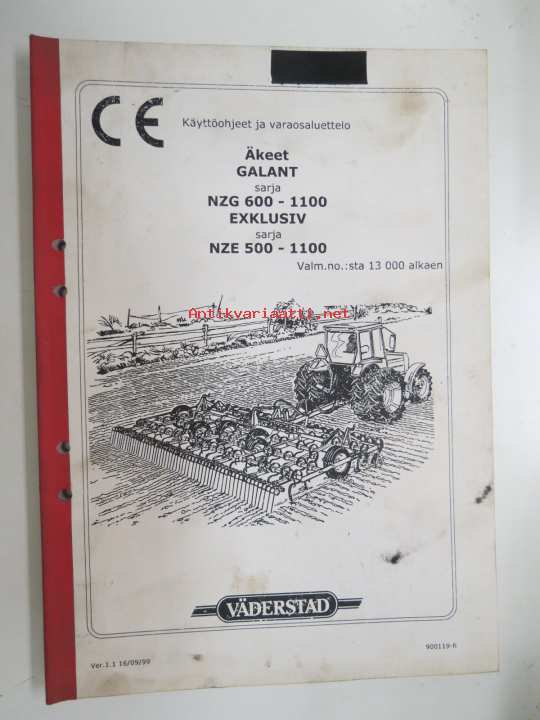 CE
Käyttöohjeet ja varaosaluettelo
Äkeet
GALANT
sarja
NZG 600 - 1100
EXKLUSIV
sarja
NZE 500 - 1100
Valm.no.:sta 13 000 alkaen
Antikvariaatti.net
VÄDERSTAD
Ver.1.1 16/09/99
900119-fi